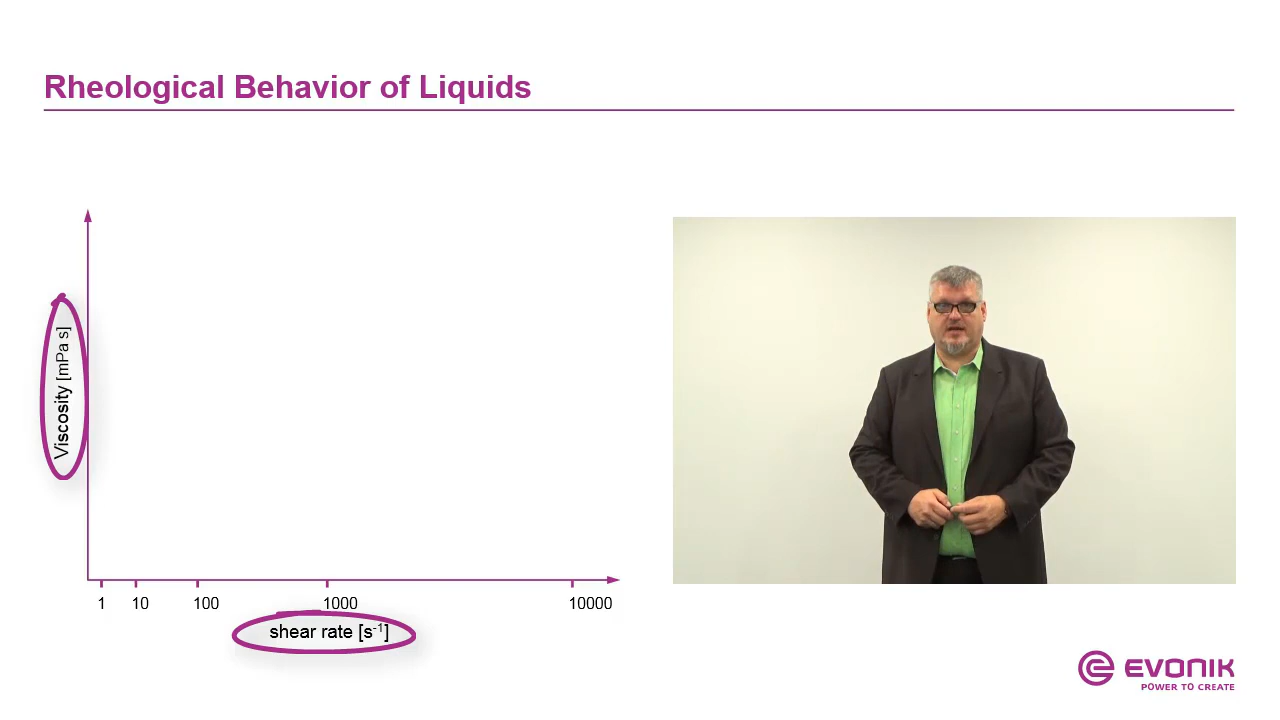 Rheological Behavior of Liquids
Viscosity [mPa s]
1 10 100 1000 10000
shear rate [s⁻¹]
EVONIK
POWER TO CREATE